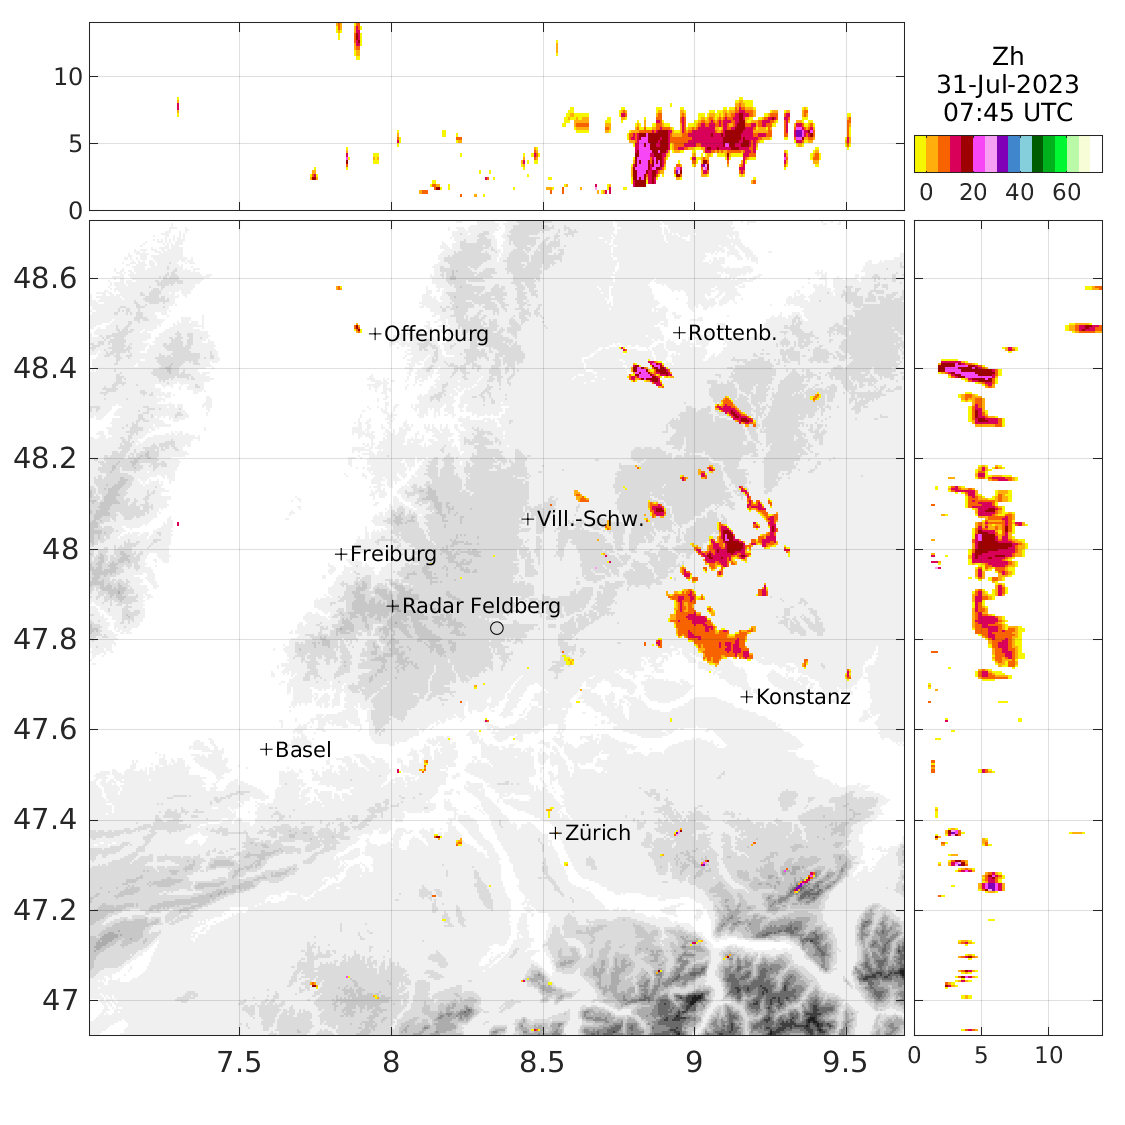 Zh
31-Jul-2023
07:45 UTC
0 20 40 60
10
5
0
48.6
48.4
48.2
48
47.8
47.6
47.4
47.2
47
+Offenburg
+Rottenb.
+Vill.-Schw.
+Freiburg
+Radar Feldberg
+Konstanz
+Basel
+Zürich
7.5 8 8.5 9 9.5
0 5 10